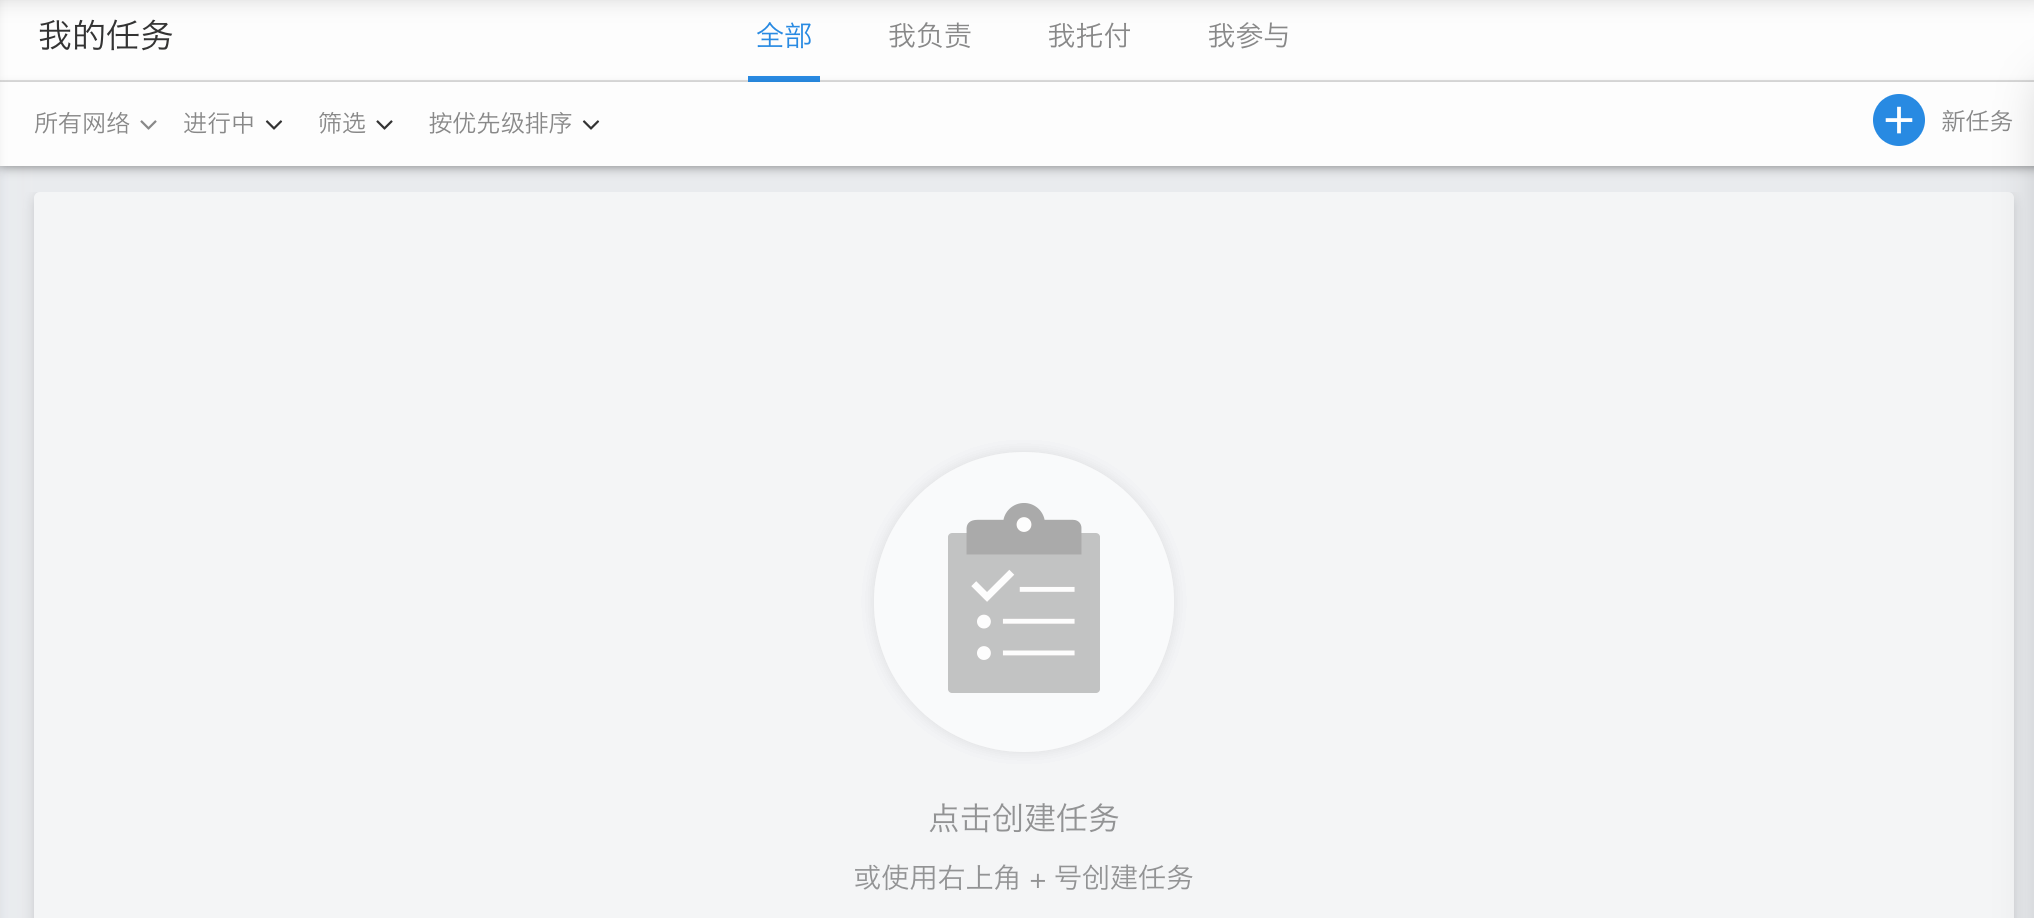 我的任务 全部 我负责 我托付 我参与
所有网络 进行中 筛选 按优先级排序 新任务
点击创建任务
或使用右上角 + 号创建任务